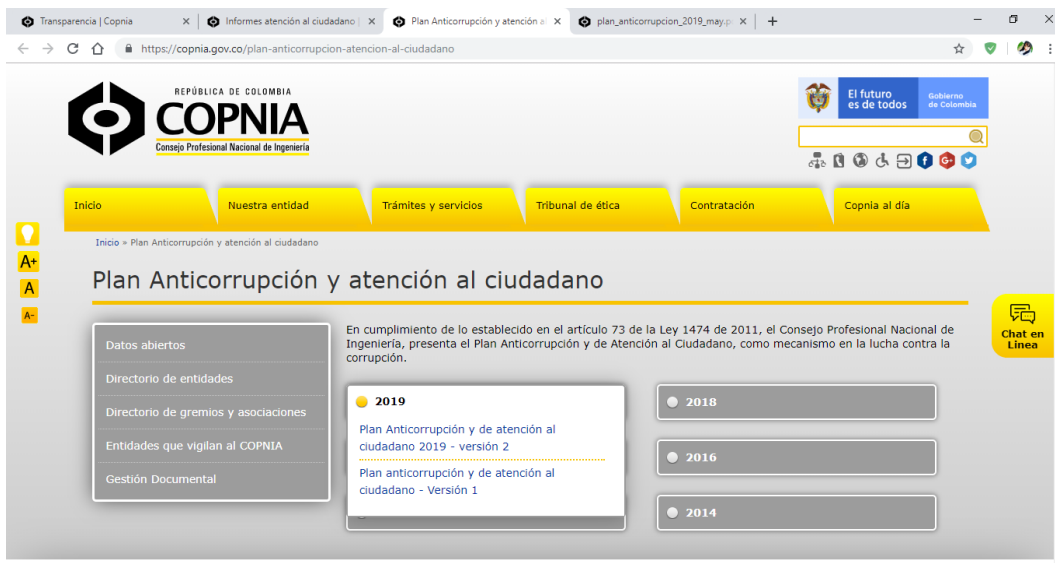 Transparencia | Copnia
Informes atención al ciudadano |
Plan Anticorrupción y atención a
plan_anticorrupcion_2019_may.p
https://copnia.gov.co/plan-anticorrupcion-atencion-al-ciudadano
REPÚBLICA DE COLOMBIA
COPNIA
Consejo Profesional Nacional de Ingeniería
El futuro
es de todos
Gobierno
de Colombia
Inicio
Nuestra entidad
Trámites y servicios
Tribunal de ética
Contratación
Copnia al día
A+
A
A-
Inicio » Plan Anticorrupción y atención al ciudadano
Plan Anticorrupción y atención al ciudadano
Chat en
Línea
Datos abiertos
Directorio de entidades
Directorio de gremios y asociaciones
Entidades que vigilan al COPNIA
Gestión Documental
En cumplimiento de lo establecido en el artículo 73 de la Ley 1474 de 2011, el Consejo Profesional Nacional de
Ingeniería, presenta el Plan Anticorrupción y de Atención al Ciudadano, como mecanismo en la lucha contra la
corrupción.
2019
Plan Anticorrupción y de atención al
ciudadano 2019 - versión 2
Plan anticorrupción y de atención al
ciudadano - Versión 1
2018
2016
2014